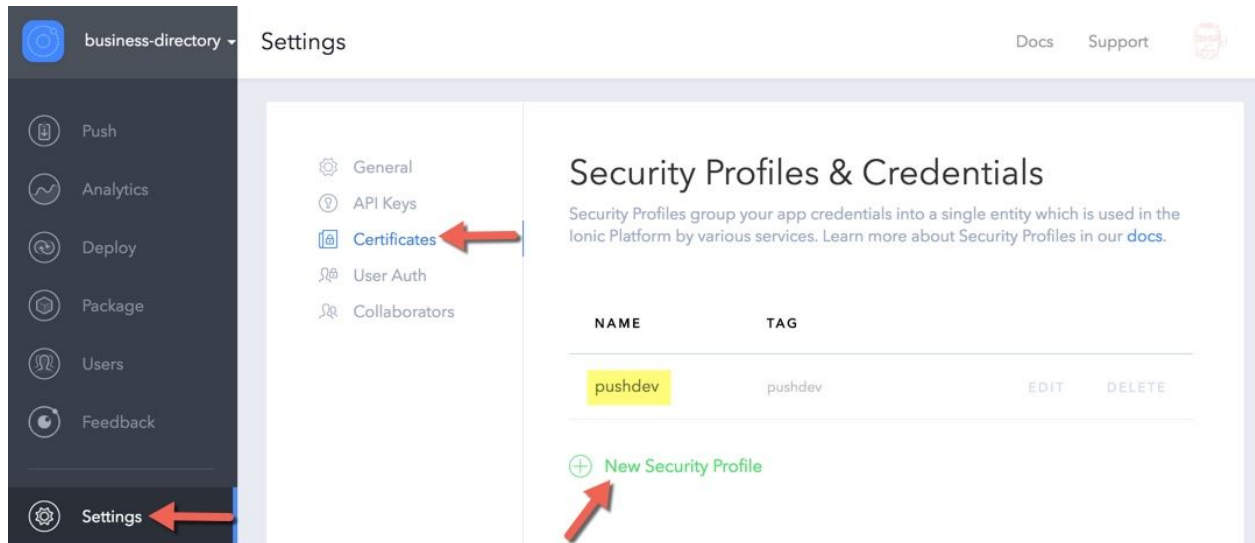 business-directory
Settings
Docs
Support
Push
Analytics
Deploy
Package
Users
Feedback
Settings
General
API Keys
Certificates
User Auth
Collaborators
Security Profiles & Credentials
Security Profiles group your app credentials into a single entity which is used in the
Ionic Platform by various services. Learn more about Security Profiles in our docs.
NAME TAG
pushdev pushdev EDIT DELETE
New Security Profile